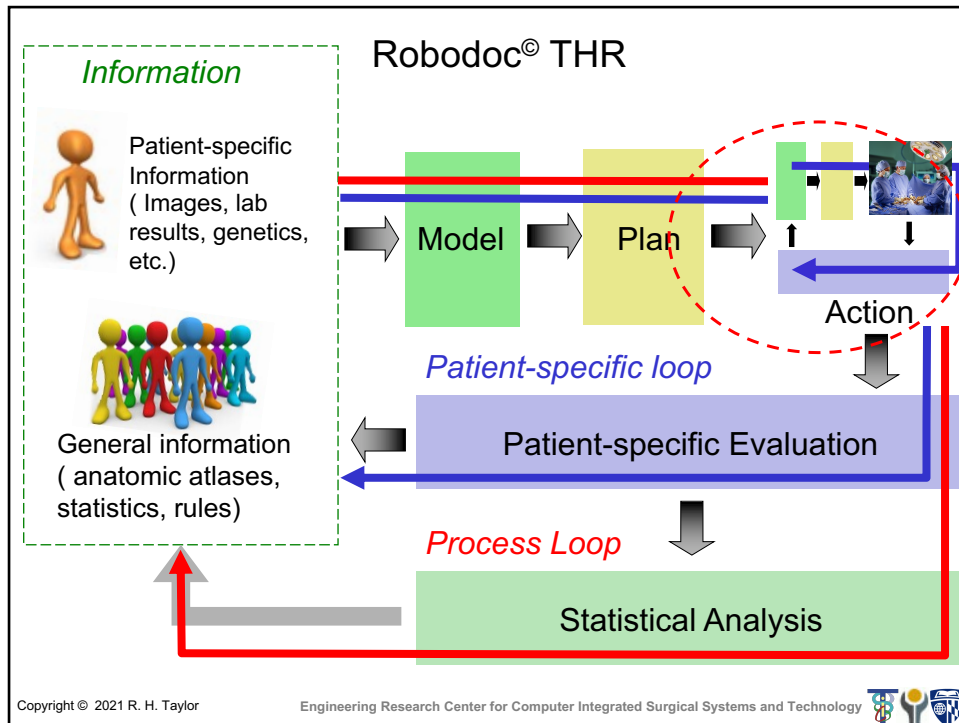 Robodoc© THR
Information
Patient-specific
Information
( Images, lab
results, genetics,
etc.)
Model
Plan
Action
Patient-specific loop
General information
( anatomic atlases,
statistics, rules)
Patient-specific Evaluation
Process Loop
Statistical Analysis
Copyright © 2021 R. H. Taylor
Engineering Research Center for Computer Integrated Surgical Systems and Technology